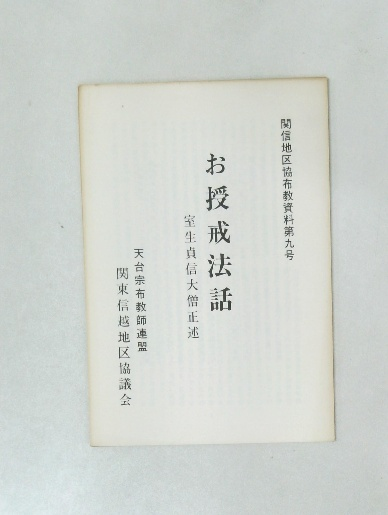 関信地区協布教資料第九号
お授戒法話
室生貞信大僧正述
天台宗布教師連盟
関東信越地区協議会